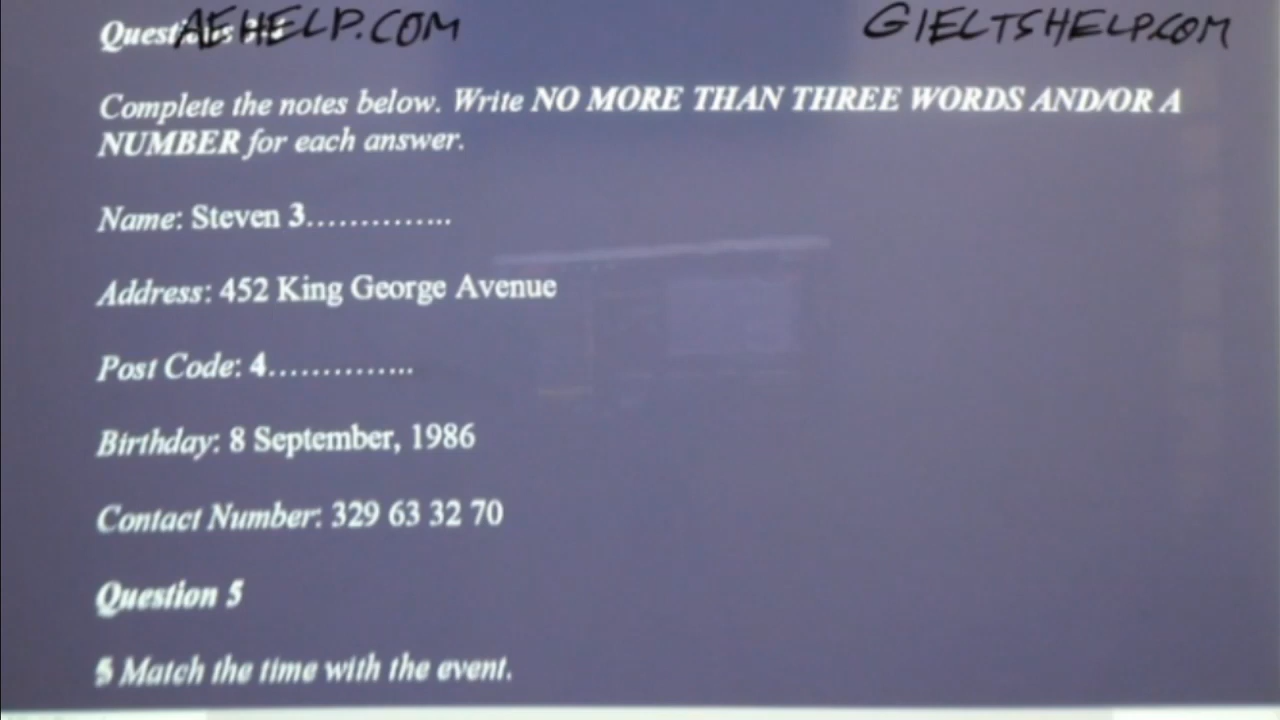 AEHELP.COM
GIELTSHELP.COM
Questions
Complete the notes below. Write NO MORE THAN THREE WORDS AND/OR A
NUMBER for each answer.
Name: Steven 3..............
Address: 452 King George Avenue
Post Code: 4..............
Birthday: 8 September, 1986
Contact Number: 329 63 32 70
Question 5
5 Match the time with the event.